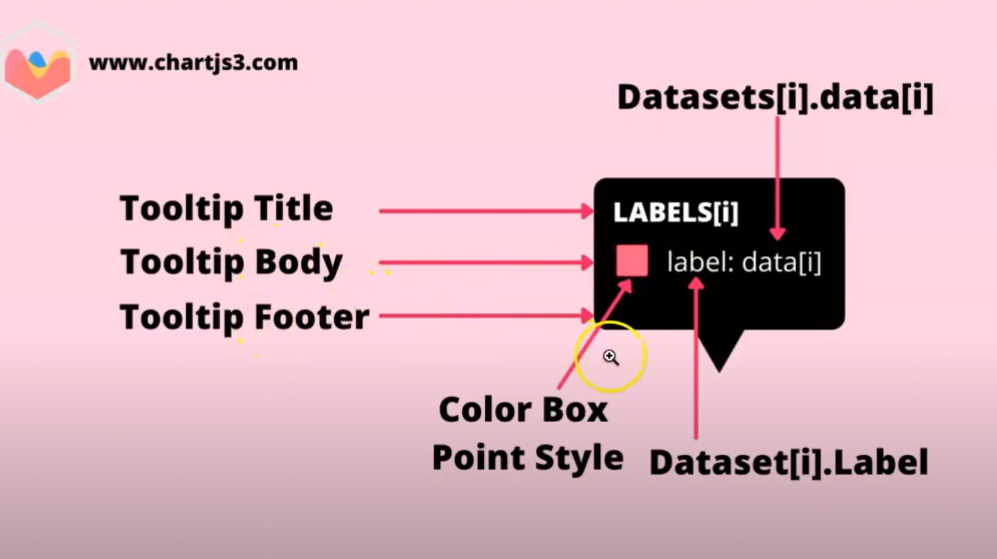 www.chartjs3.com
Datasets[i].data[i]
Tooltip Title
LABELS[i]
Tooltip Body
label: data[i]
Tooltip Footer
Color Box
Point Style
Dataset[i].Label